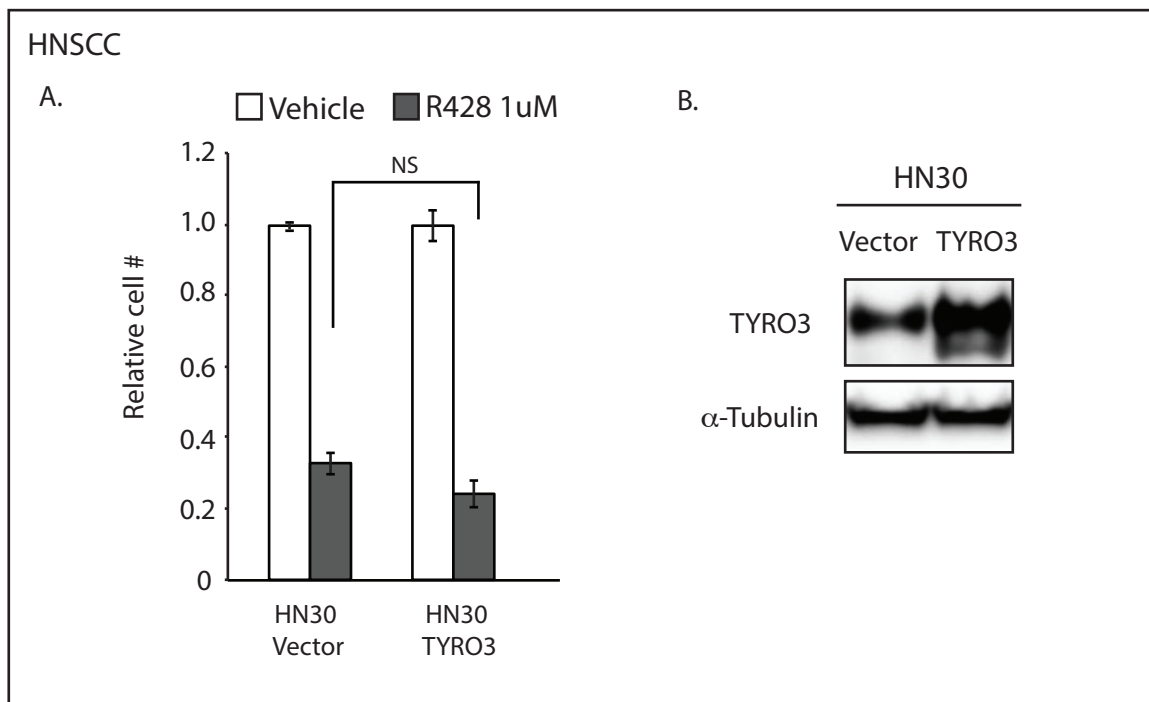 HNSCC
A.
Vehicle R428 1uM
NS
1.2
1.0
0.8
0.6
0.4
0.2
0
Relative cell #
HN30
Vector
HN30
TYRO3
B.
HN30
Vector TYRO3
TYRO3
α-Tubulin